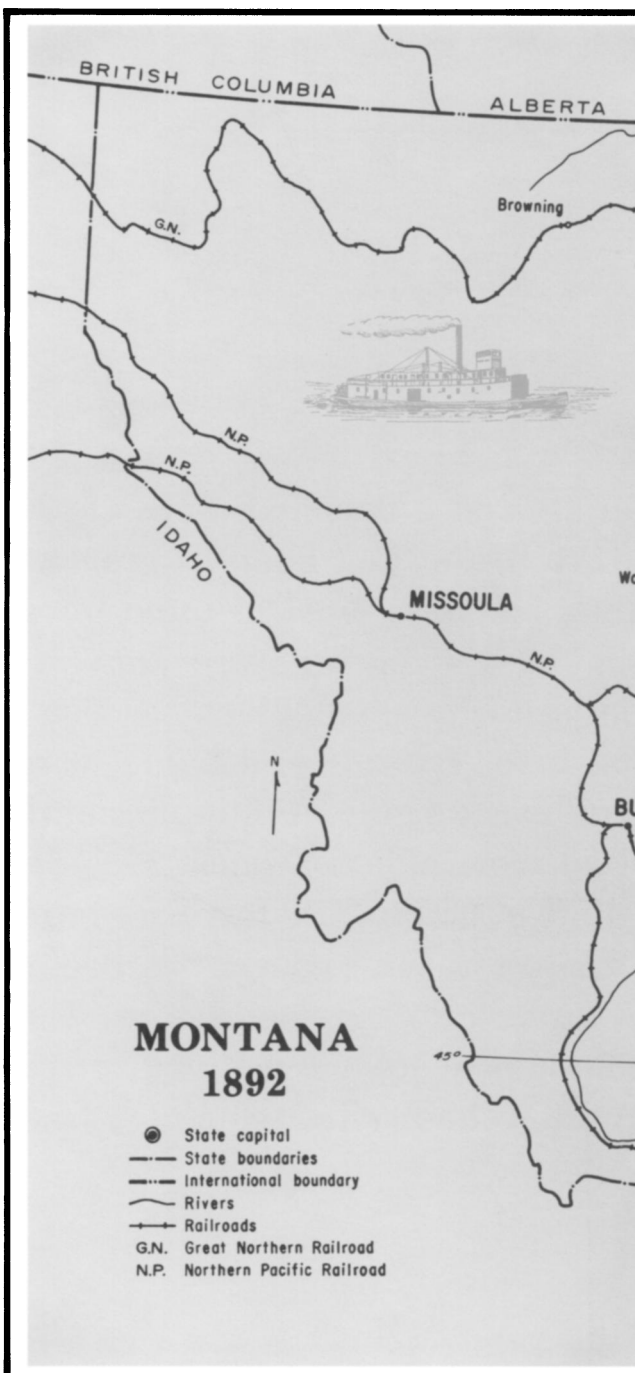 BRITISH COLUMBIA
ALBERTA
G.N.
Browning
N.P.
N.P.
IDAHO
MISSOULA
N.P.
N
MONTANA
1892
45°
State capital
State boundaries
International boundary
Rivers
Railroads
G.N. Great Northern Railroad
N.P. Northern Pacific Railroad